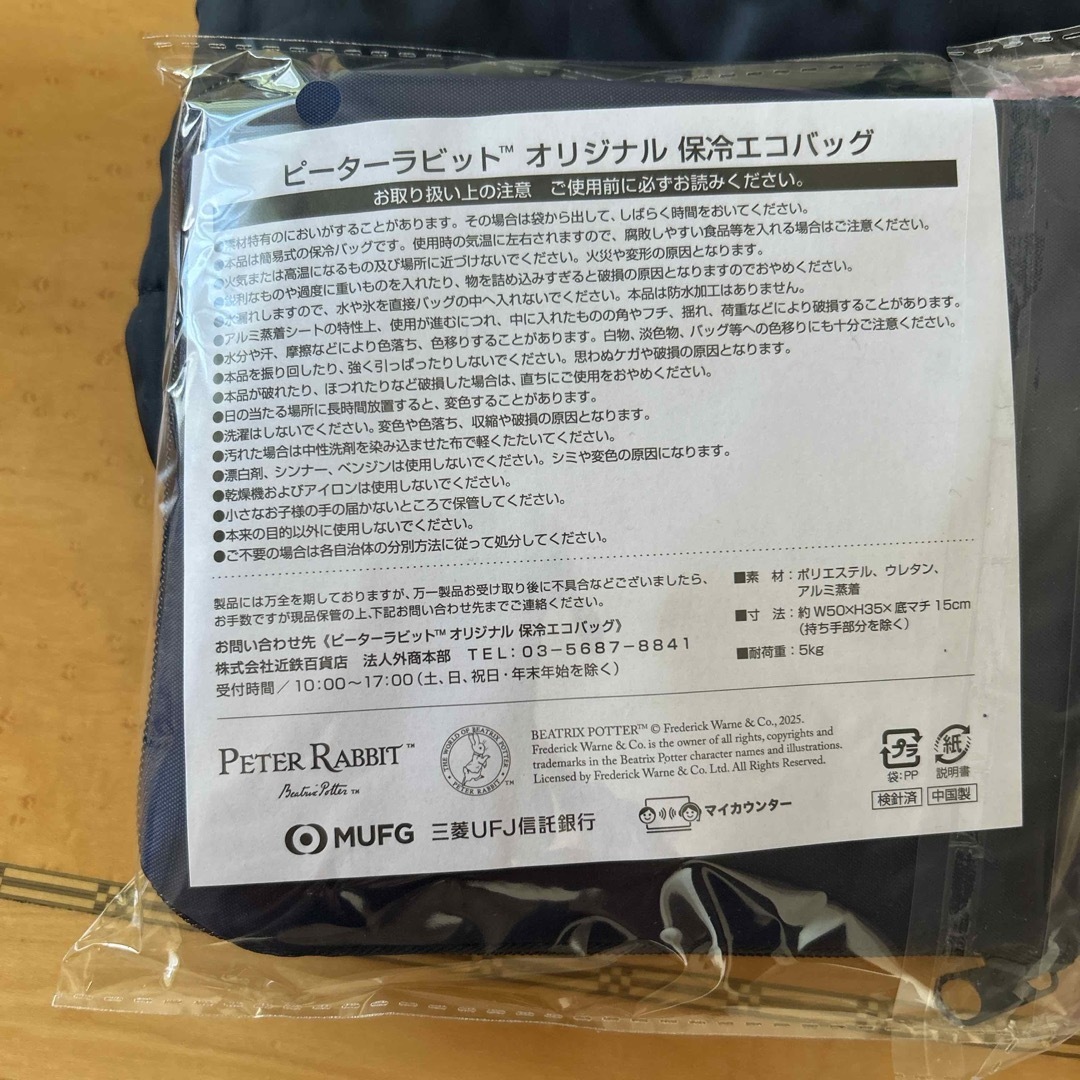 ピーターラビット™ オリジナル 保冷エコバッグ
お取り扱い上の注意 ご使用前に必ずお読みください。
●素材特有のにおいがすることがあります。その場合は袋から出して、しばらく時間をおいてください。
●本品は簡易式の保冷バッグです。使用時の気温に左右されますので、腐敗しやすい食品等を入れる場合はご注意ください。
●火気または高温になるもの及び場所に近づけないでください。火災や変形の原因となります。
●鋭利なものや過度に重いものを入れたり、物を詰め込みすぎると破損の原因となりますのでおやめください。
●水漏れしますので、水や氷を直接バッグの中へ入れないでください。本品は防水加工はありません。
●アルミ蒸着シートの特性上、使用が進むにつれ、中に入れたものの角やフチ、揺れ、荷重などにより破損することがあります。
●水分や汗、摩擦などにより色落ち、色移りすることがあります。白物、淡色物、バッグ等への色移りにも十分ご注意ください。
●本品を振り回したり、強く引っぱったりしないでください。思わぬケガや破損の原因となります。
●本品が破れたり、ほつれたりなど破損した場合は、直ちにご使用をおやめください。
●日の当たる場所に長時間放置すると、変色することがあります。
●洗濯はしないでください。変色や色落ち、収縮や破損の原因となります。
●汚れた場合は中性洗剤を染み込ませた布で軽くたたいてください。
●漂白剤、シンナー、ベンジンは使用しないでください。シミや変色の原因になります。
●乾燥機およびアイロンは使用しないでください。
●小さなお子様の手の届かないところで保管してください。
●本来の目的以外に使用しないでください。
●ご不要の場合は各自治体の分別方法に従って処分してください。
製品には万全を期しておりますが、万一製品お受け取り後に不具合などございましたら、
お手数ですが現品保管の上、下記お問い合わせ先までご連絡ください。
お問い合わせ先《ピーターラビット™ オリジナル 保冷エコバッグ》
株式会社近鉄百貨店 法人外商本部 TEL:03-5687-8841
受付時間／10:00〜17:00(土、日、祝日・年末年始を除く)
■素 材:ポリエステル、ウレタン、
アルミ蒸着
■寸 法:約W50×H35×底マチ15cm
(持ち手部分を除く)
■耐荷重:5kg
PETER RABBIT™
Beatrix Potter ™
THE WORLD OF BEATRIX POTTER
PETER RABBIT ™
BEATRIX POTTER™ © Frederick Warne & Co., 2025.
Frederick Warne & Co. is the owner of all rights, copyrights and
trademarks in the Beatrix Potter character names and illustrations.
Licensed by Frederick Warne & Co. Ltd. All Rights Reserved.
プラ
袋:PP
紙
説明書
検針済
中国製
MUFG 三菱UFJ信託銀行
マイカウンター